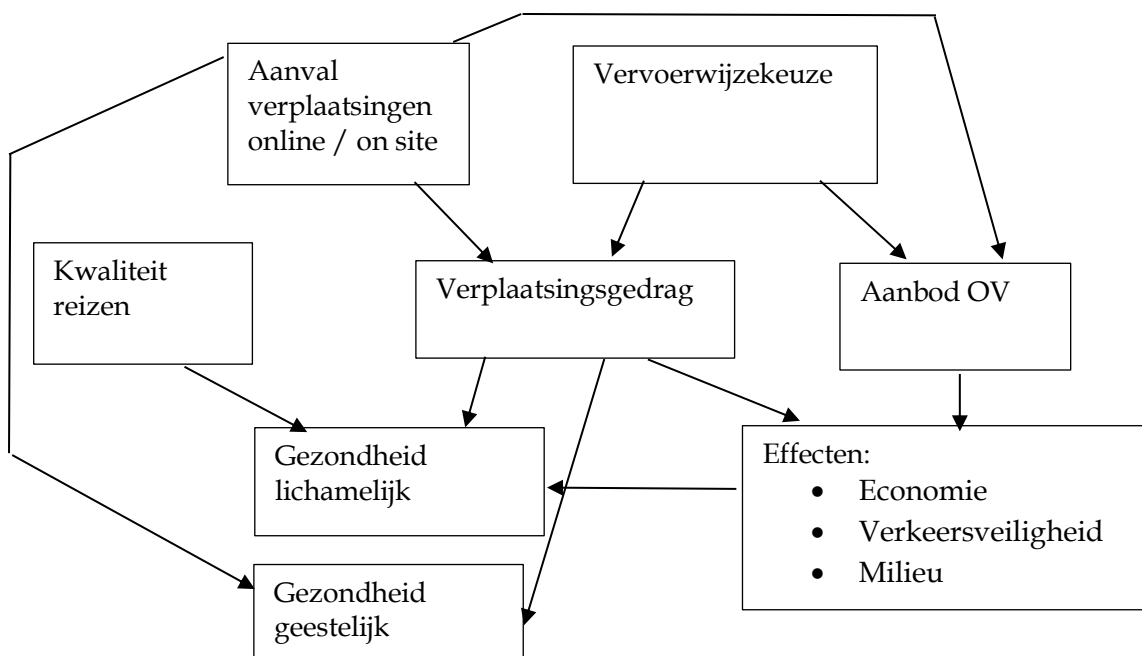 Aanval
verplaatsingen
online / on site
Vervoerwijzekeuze
Kwaliteit
reizen
Verplaatsingsgedrag
Aanbod OV
Gezondheid
lichamelijk
Effecten:
• Economie
• Verkeersveiligheid
• Milieu
Gezondheid
geestelijk